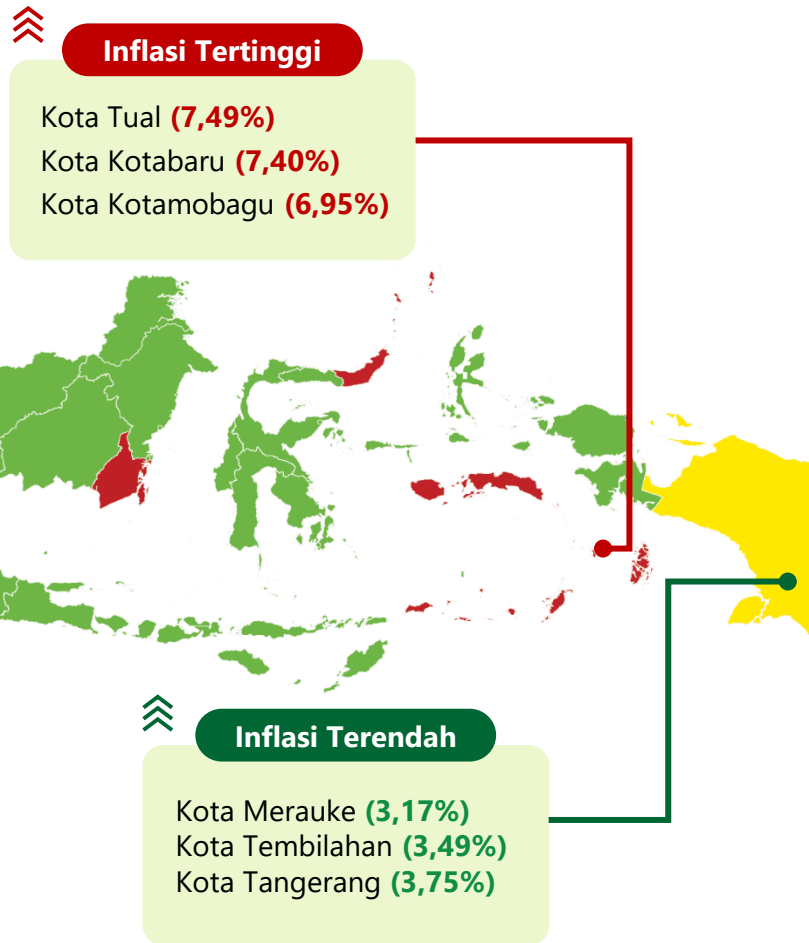 Inflasi Tertinggi
Kota Tual (7,49%)
Kota Kotabaru (7,40%)
Kota Kotamobagu (6,95%)
Inflasi Terendah
Kota Merauke (3,17%)
Kota Tembilahan (3,49%)
Kota Tangerang (3,75%)